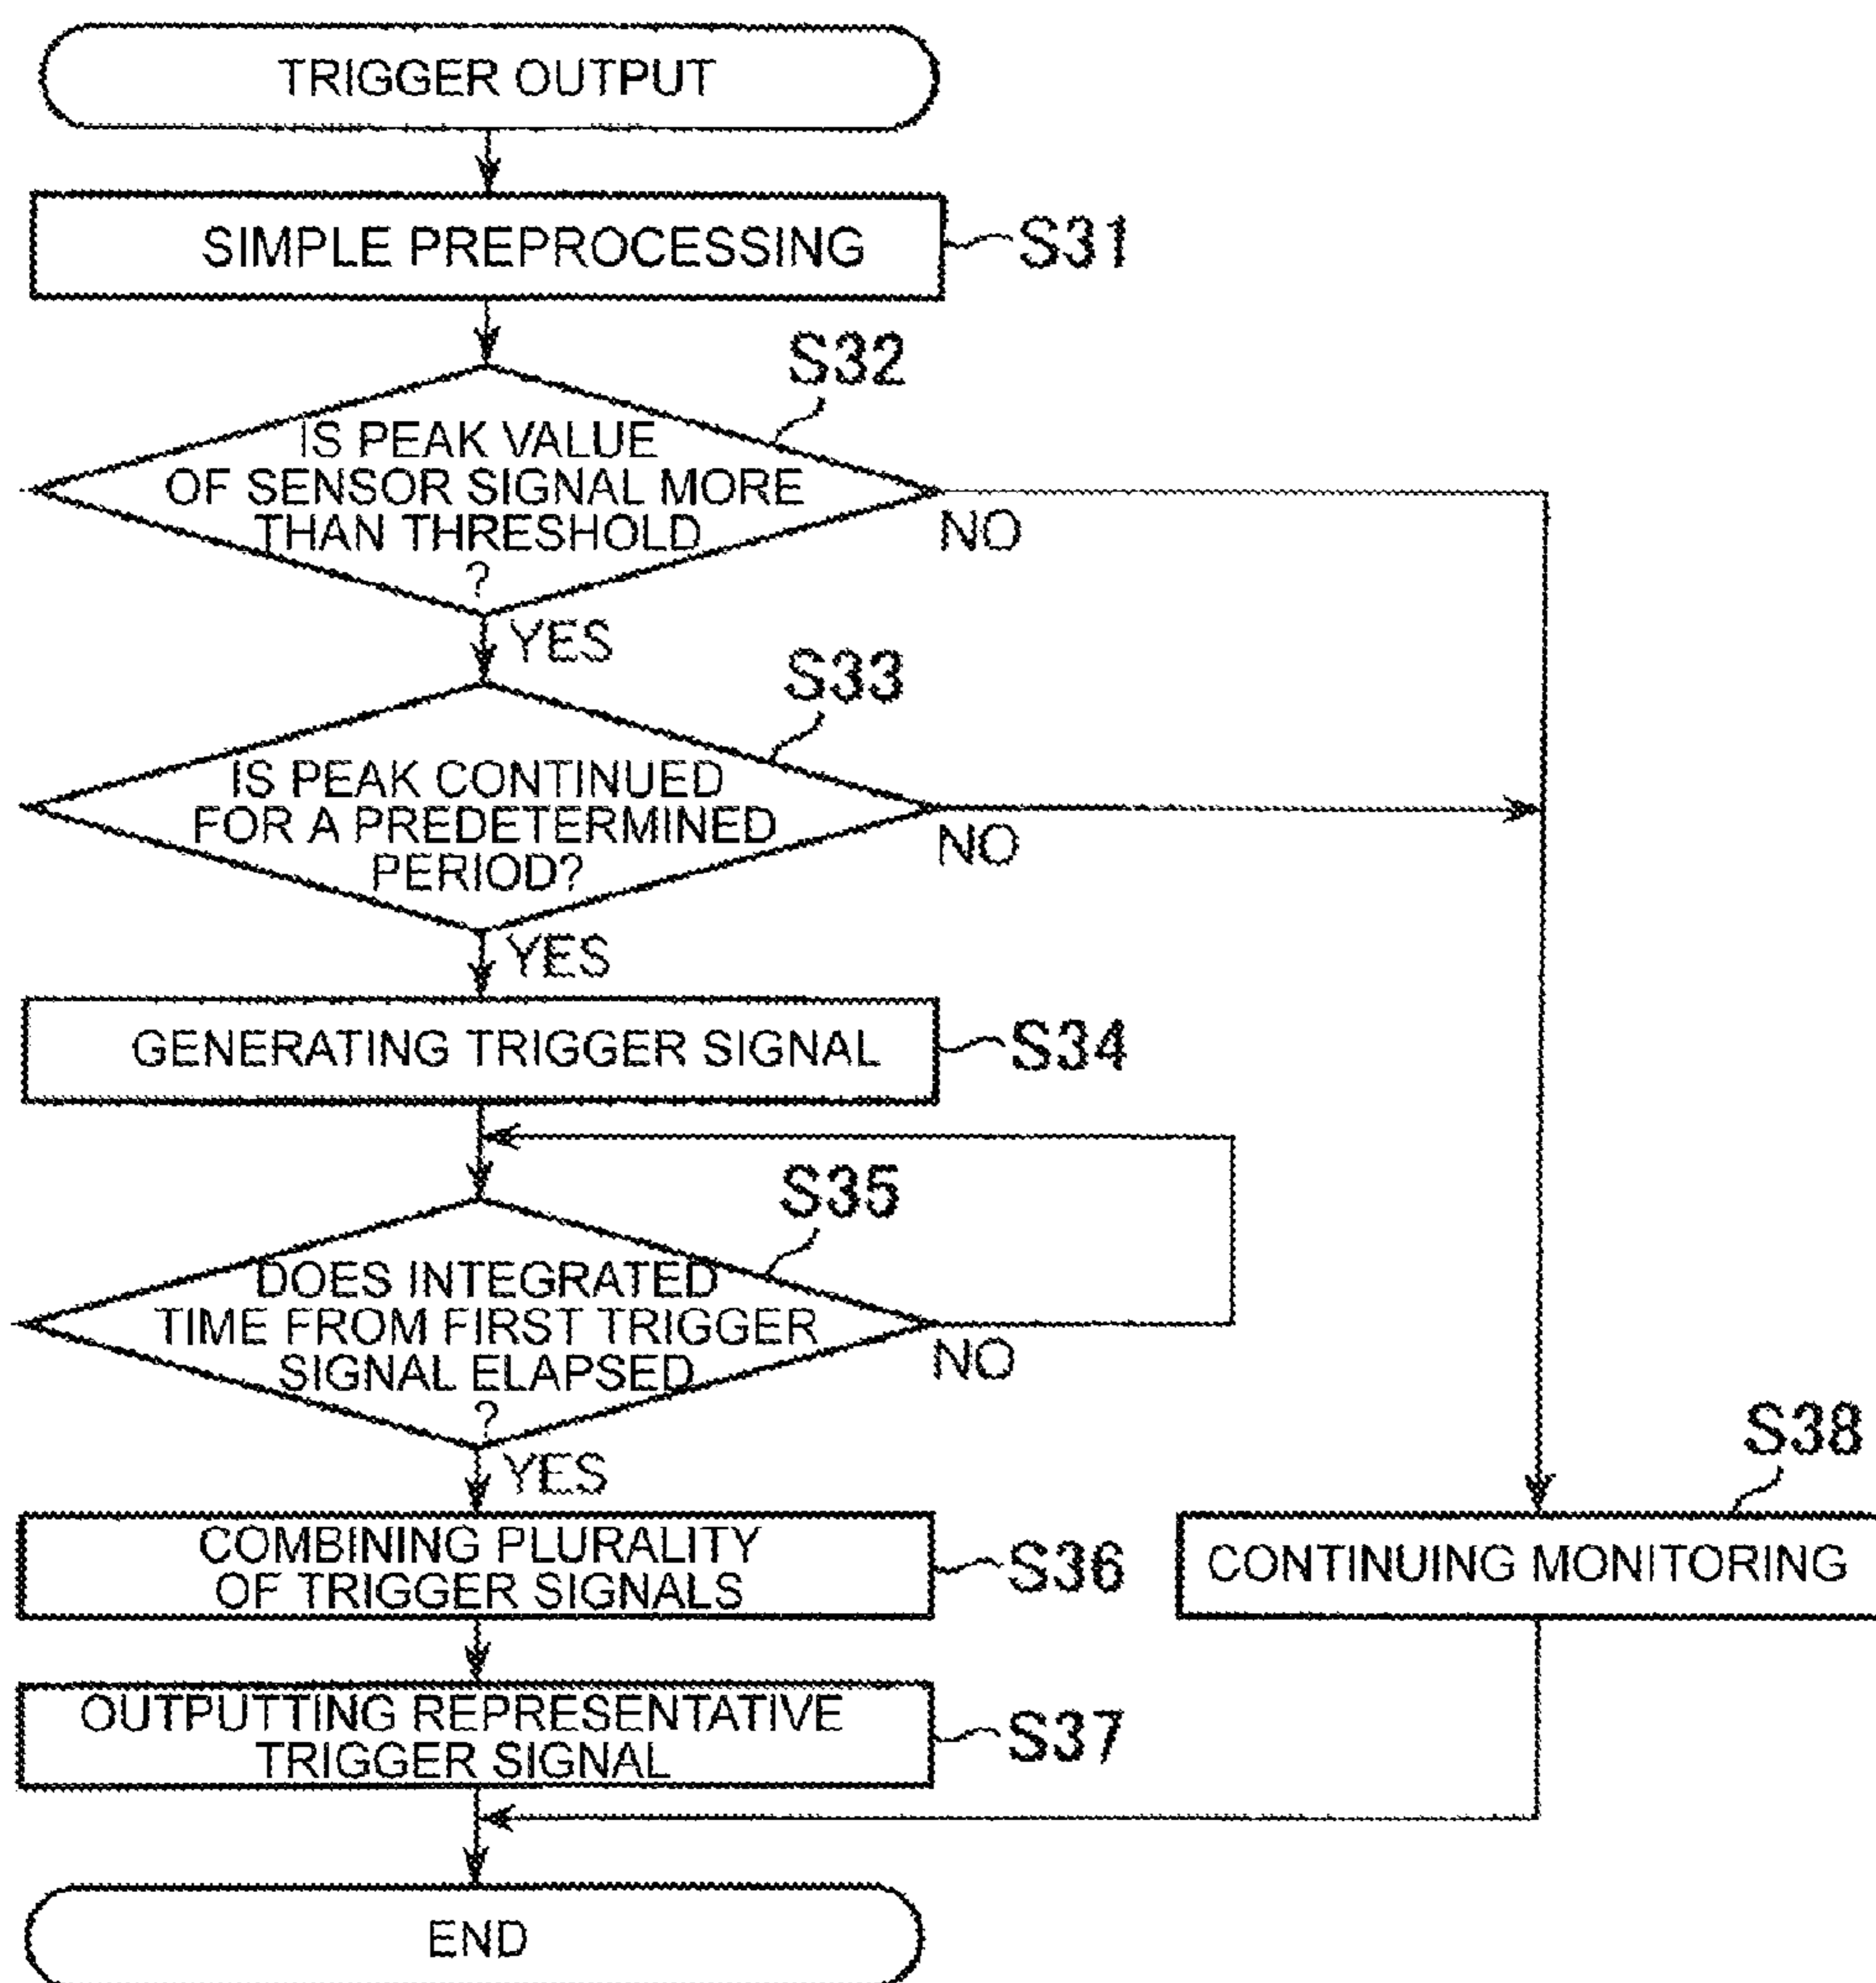 TRIGGER OUTPUT
SIMPLE PREPROCESSING
S31
S32
IS PEAK VALUE
OF SENSOR SIGNAL MORE
THAN THRESHOLD
?
NO
YES
S33
IS PEAK CONTINUED
FOR A PREDETERMINED
PERIOD?
NO
YES
GENERATING TRIGGER SIGNAL
S34
S35
DOES INTEGRATED
TIME FROM FIRST TRIGGER
SIGNAL ELAPSED
?
NO
YES
COMBINING PLURALITY
OF TRIGGER SIGNALS
S36
S38
CONTINUING MONITORING
OUTPUTTING REPRESENTATIVE
TRIGGER SIGNAL
S37
END